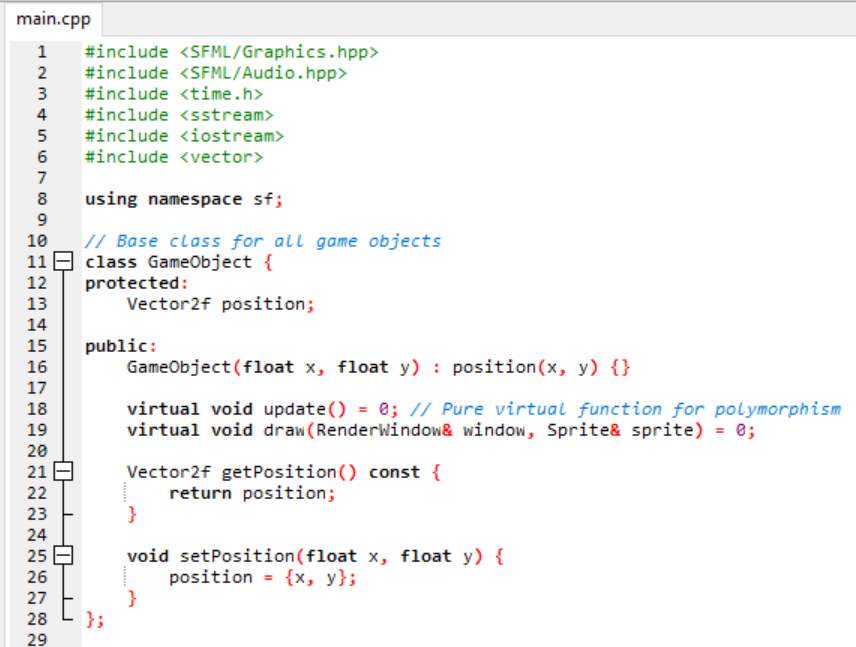 main.cpp
1 #include <SFML/Graphics.hpp>
2 #include <SFML/Audio.hpp>
3 #include <time.h>
4 #include <sstream>
5 #include <iostream>
6 #include <vector>
7
8 using namespace sf;
9
10 // Base class for all game objects
11 class GameObject {
12 protected:
13     Vector2f position;
14
15 public:
16     GameObject(float x, float y) : position(x, y) {}
17
18     virtual void update() = 0; // Pure virtual function for polymorphism
19     virtual void draw(RenderWindow& window, Sprite& sprite) = 0;
20
21     Vector2f getPosition() const {
22         return position;
23     }
24
25     void setPosition(float x, float y) {
26         position = {x, y};
27     }
28 };
29